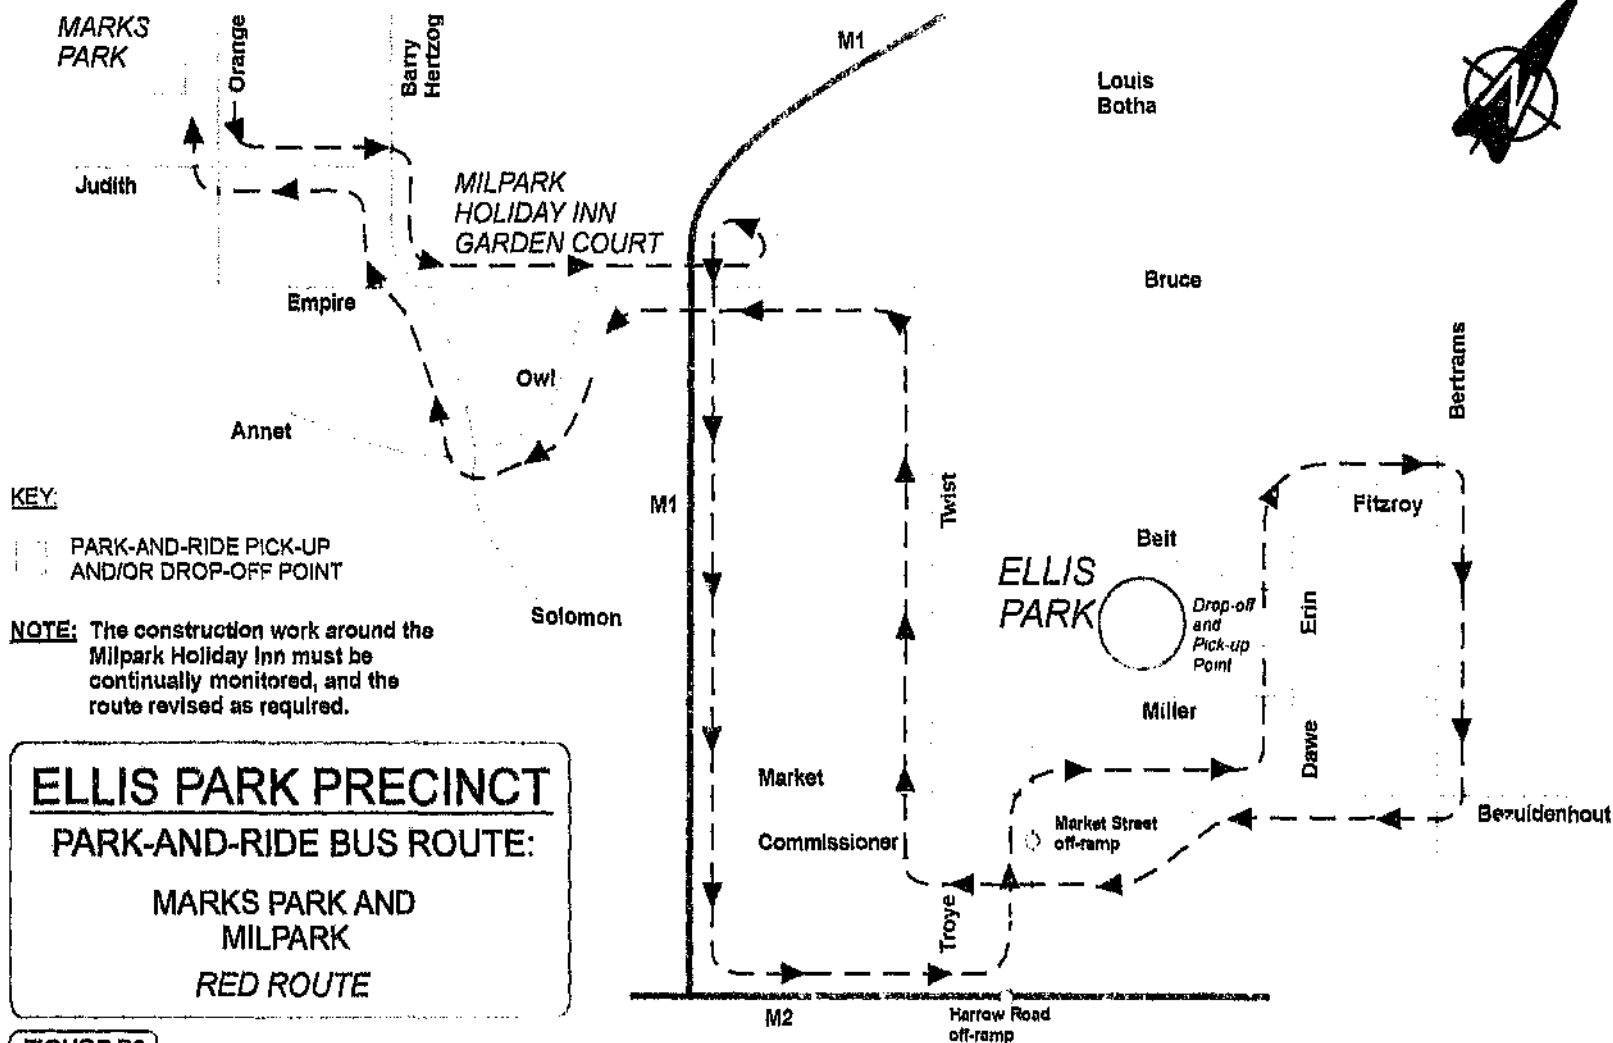 MARKS
PARK
Orange
Barry
Hertzog
M1
Louis
Botha
Judith
MILPARK
HOLIDAY INN
GARDEN COURT
Empire
Bruce
Bertrams
Owl
Annet
Twist
M1
Fitzroy
KEY:
PARK-AND-RIDE PICK-UP
AND/OR DROP-OFF POINT
Beit
ELLIS
PARK
Drop-off
and
Pick-up
Point
Erin
Solomon
NOTE: The construction work around the
Milpark Holiday Inn must be
continually monitored, and the
route revised as required.
Miller
Dawe
ELLIS PARK PRECINCT
PARK-AND-RIDE BUS ROUTE:
MARKS PARK AND
MILPARK
RED ROUTE
Market
Commissioner
Market Street
off-ramp
Bezuidenhout
Troye
M2
Harrow Road
off-ramp